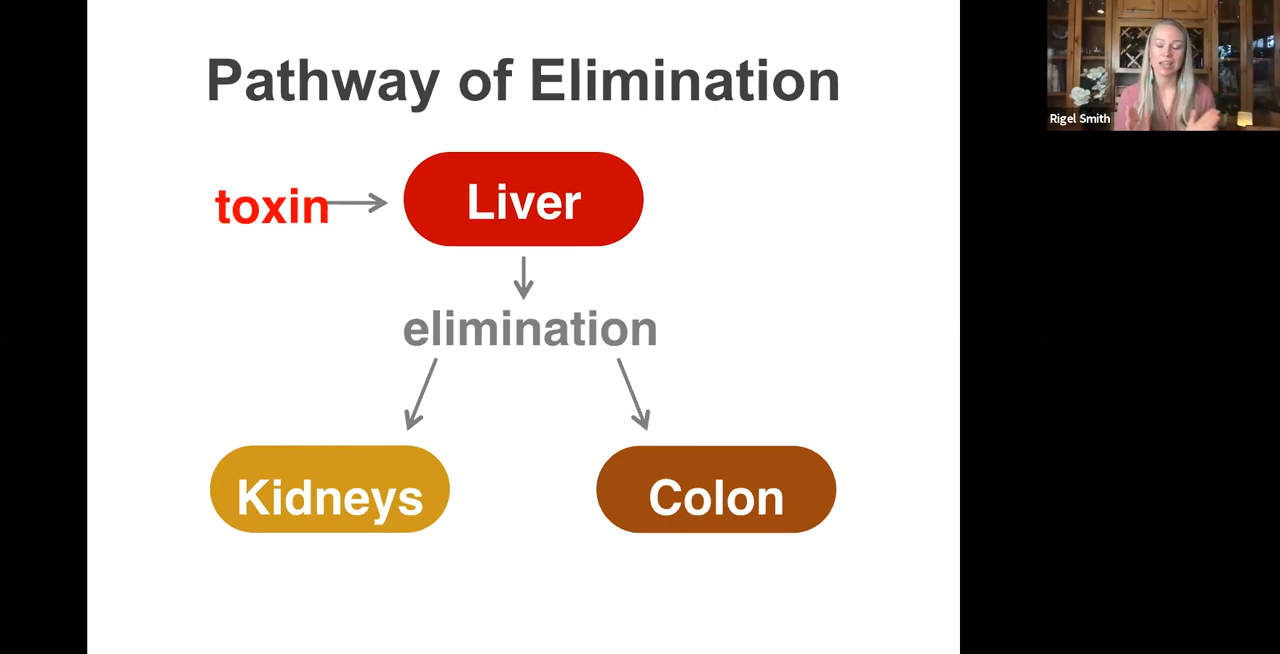 Pathway of Elimination
Rigel Smith
toxin
Liver
elimination
Kidneys
Colon